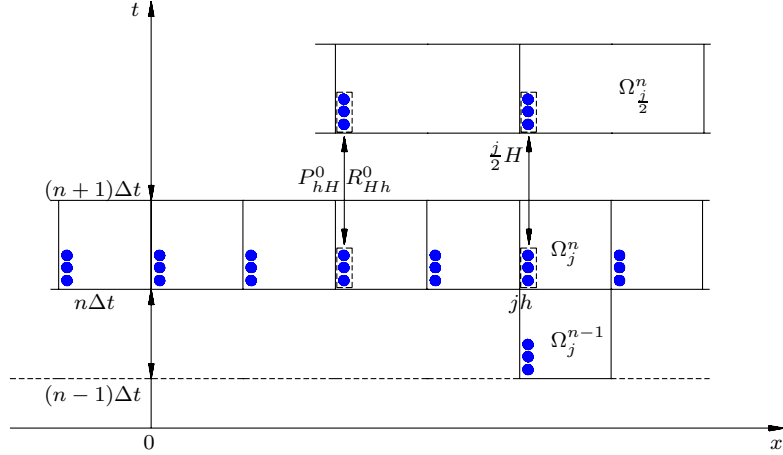 t
Ω^n_{j/2}
j/2 H
P^0_{hH} R^0_{Hh}
(n + 1)Δt
Ω^n_j
nΔt
jh
Ω^{n−1}_j
(n − 1)Δt
0
x